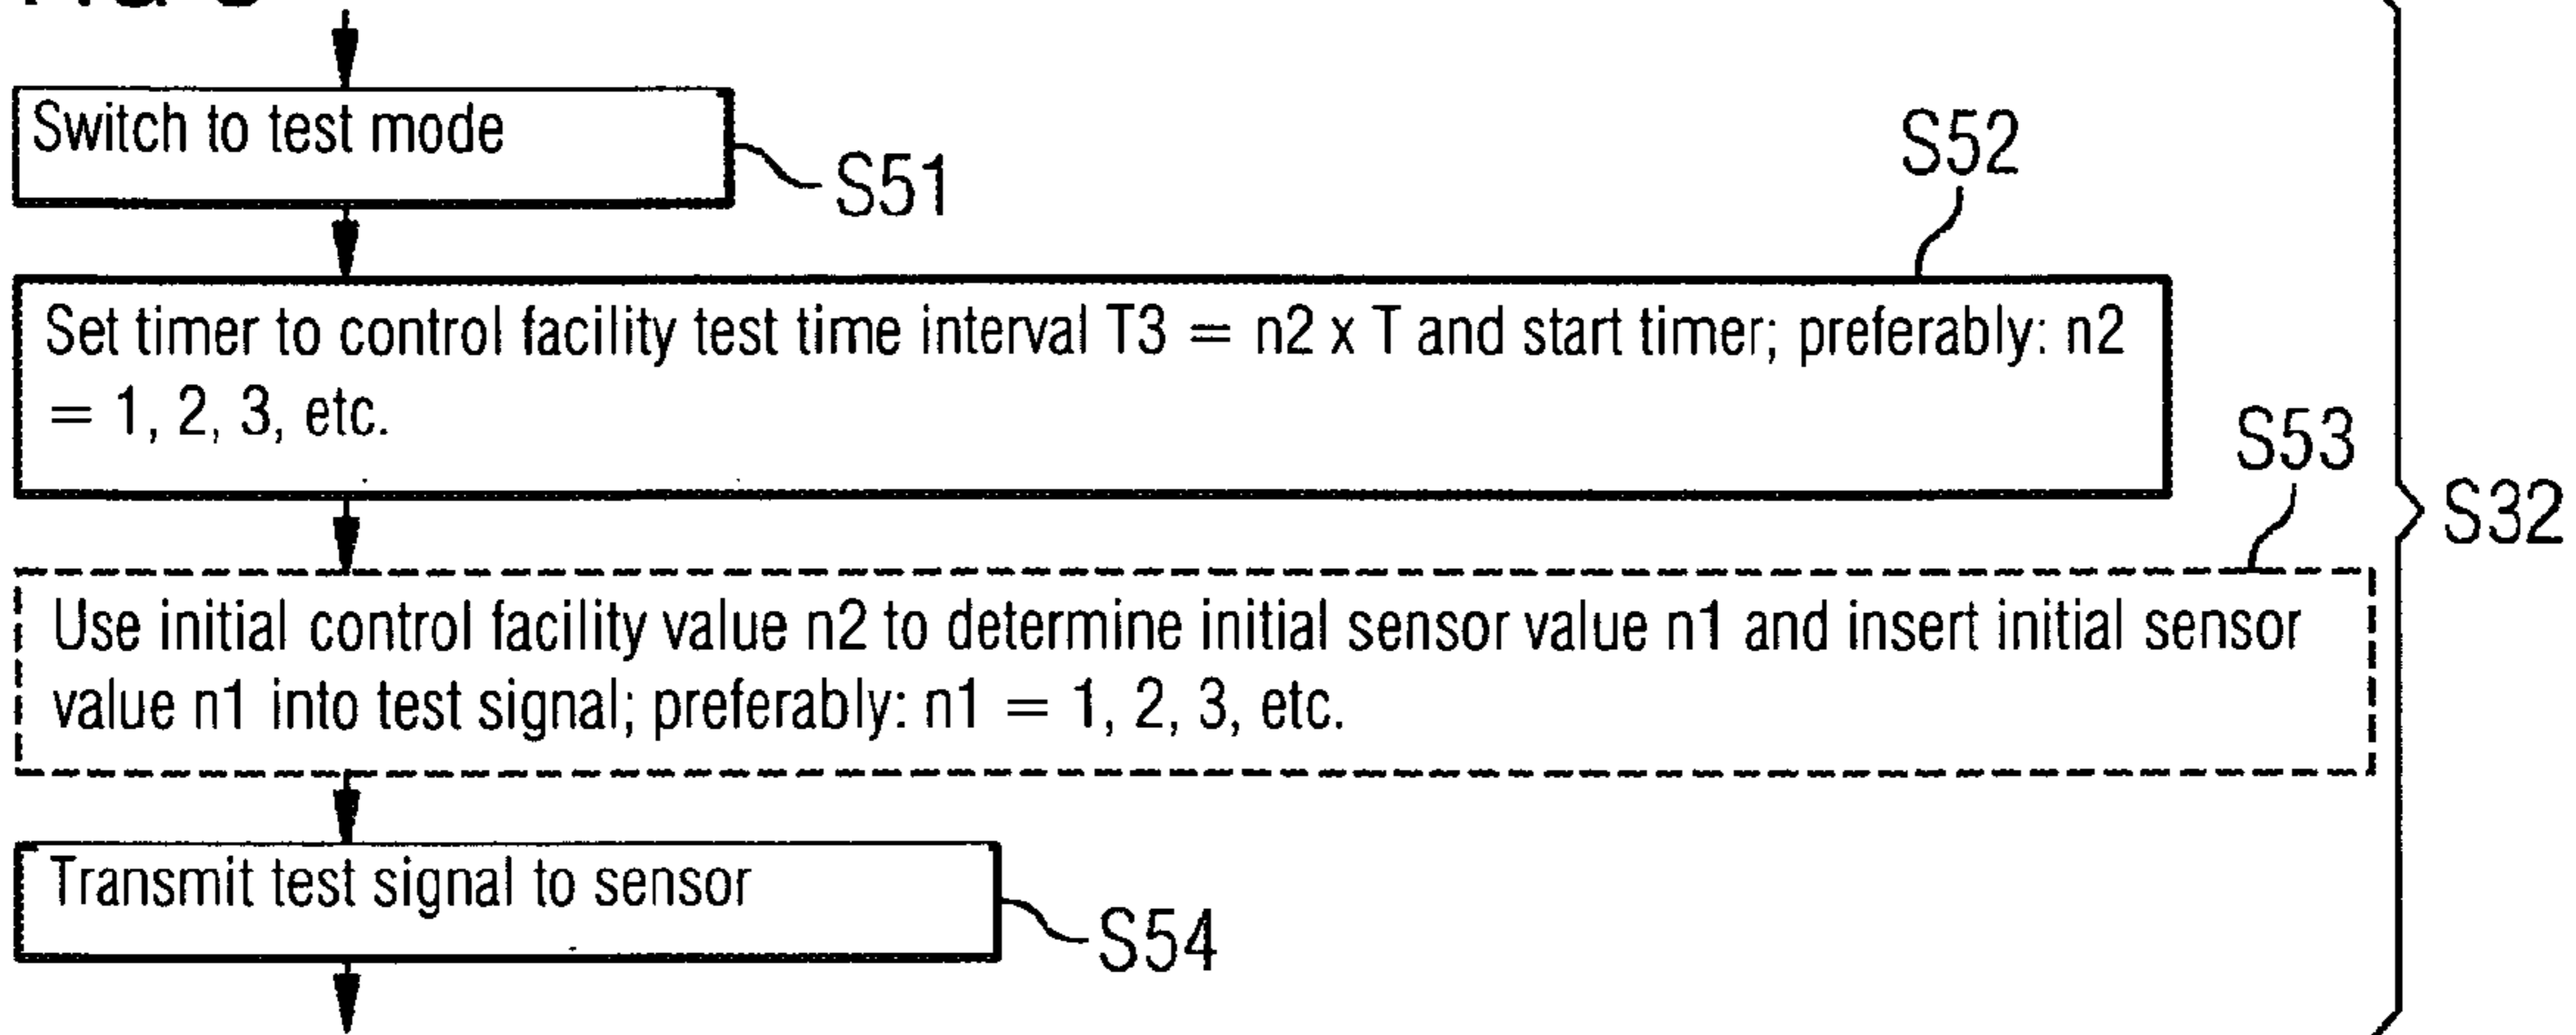 Switch to test mode
S51
S52
Set timer to control facility test time interval T3 = n2 x T and start timer; preferably: n2
= 1, 2, 3, etc.
S53
S32
Use initial control facility value n2 to determine initial sensor value n1 and insert initial sensor
value n1 into test signal; preferably: n1 = 1, 2, 3, etc.
Transmit test signal to sensor
S54